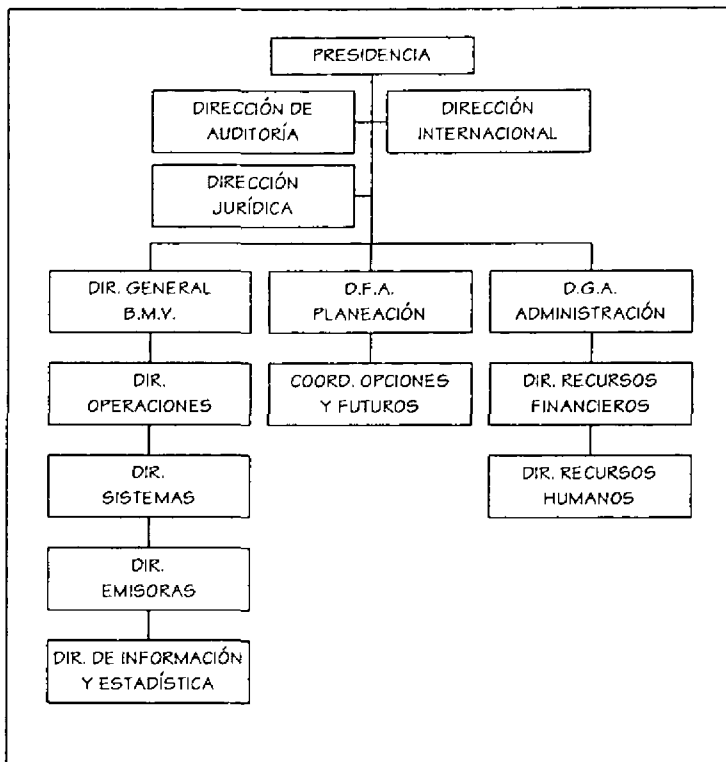 PRESIDENCIA
DIRECCIÓN DE
AUDITORÍA
DIRECCIÓN
INTERNACIONAL
DIRECCIÓN
JURÍDICA
DIR. GENERAL
B.M.V.
D.F.A.
PLANEACIÓN
D.G.A.
ADMINISTRACIÓN
DIR.
OPERACIONES
COORD. OPCIONES
Y FUTUROS
DIR. RECURSOS
FINANCIEROS
DIR.
SISTEMAS
DIR. RECURSOS
HUMANOS
DIR.
EMISORAS
DIR. DE INFORMACIÓN
Y ESTADÍSTICA